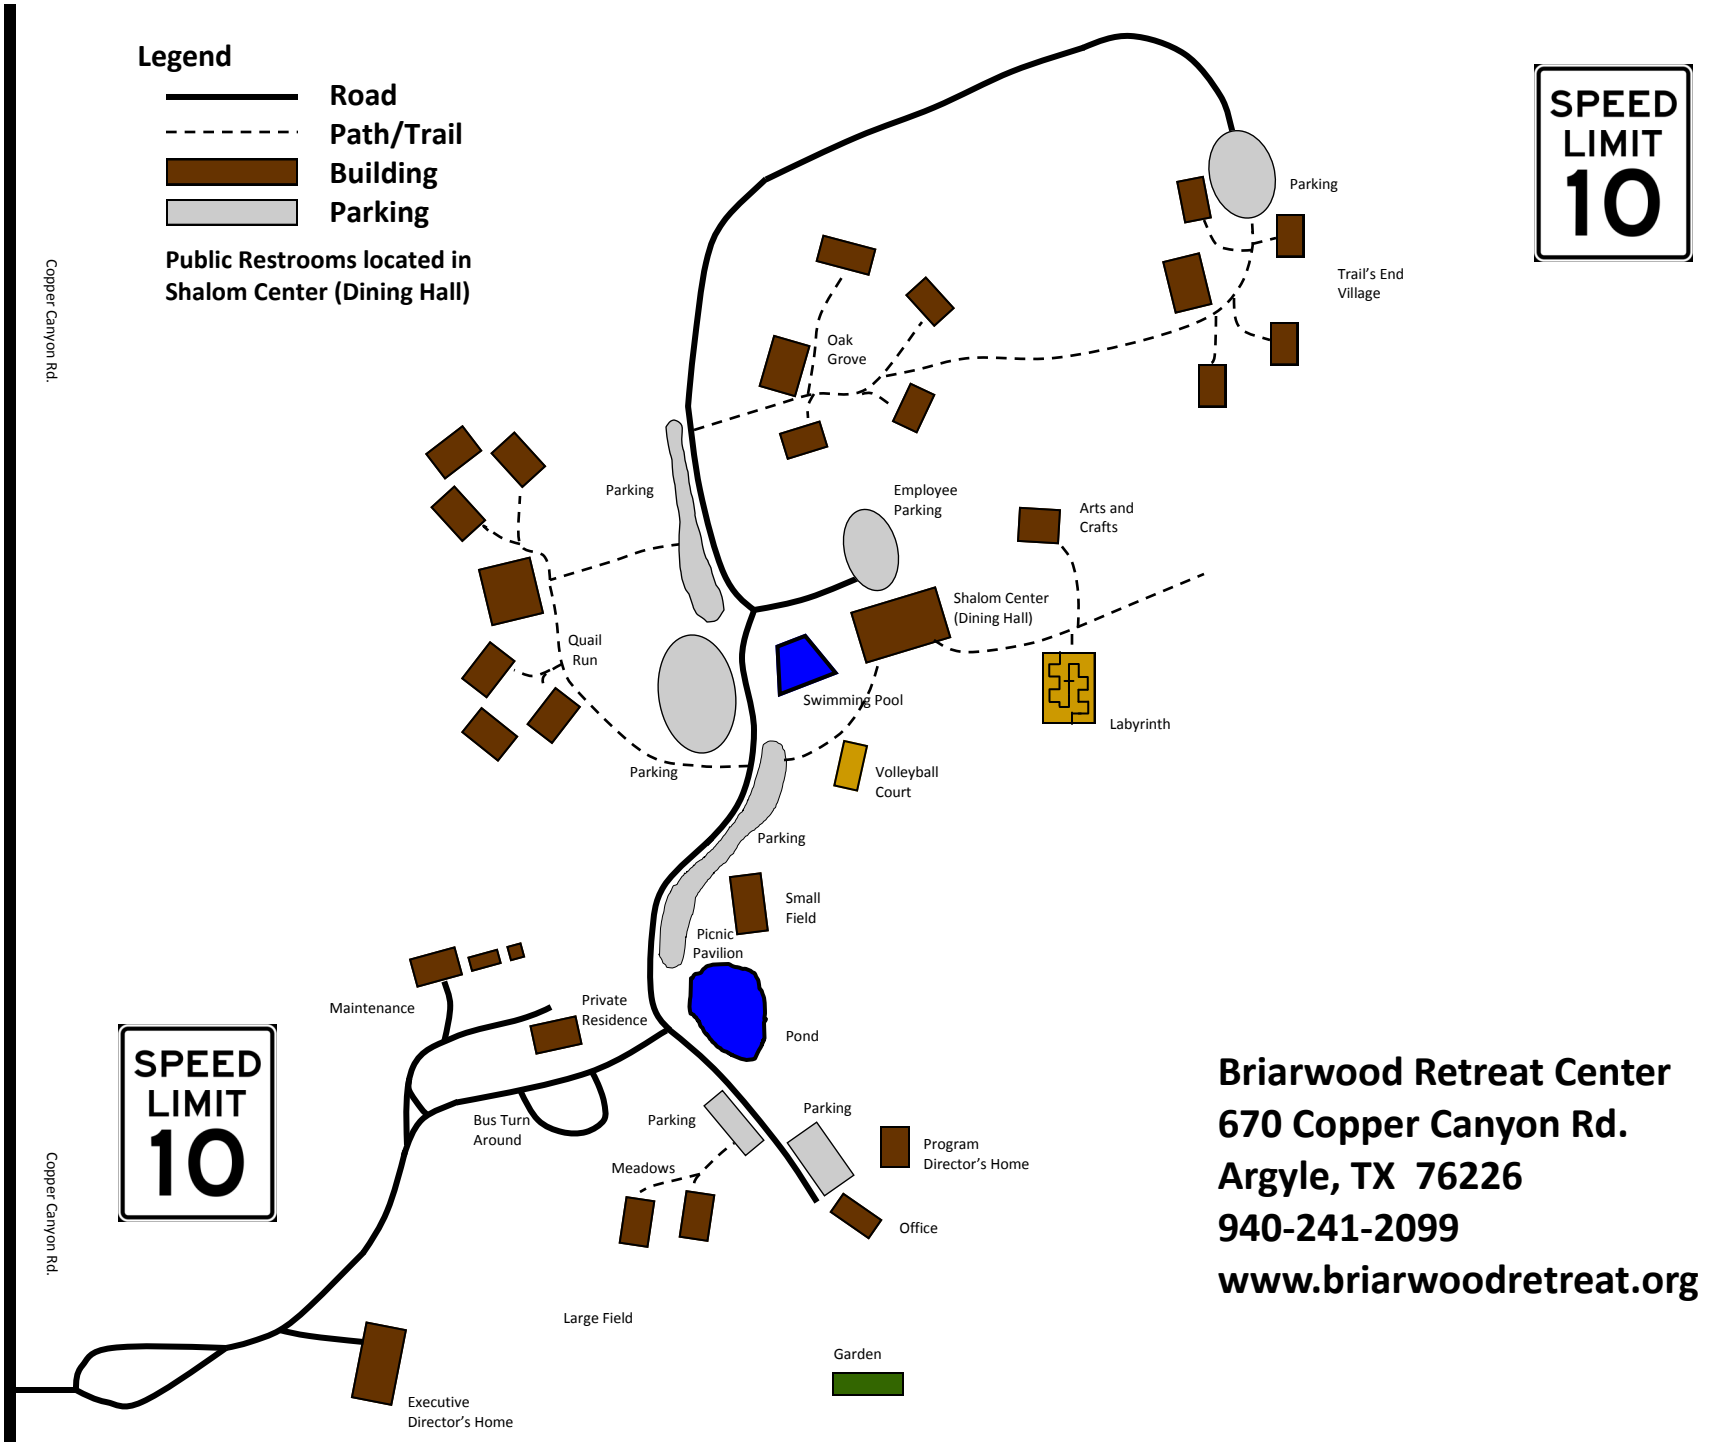 Legend
Road
Path/Trail
Building
Parking
Public Restrooms located in
Shalom Center (Dining Hall)
Copper Canyon Rd.
SPEED
LIMIT
10
Parking
Trail's End
Village
Oak
Grove
Parking
Employee
Parking
Arts and
Crafts
Shalom Center
(Dining Hall)
Quail
Run
Swimming Pool
Labyrinth
Parking
Volleyball
Court
Parking
Small
Field
Picnic
Pavilion
Maintenance
Private
Residence
Pond
SPEED
LIMIT
10
Bus Turn
Around
Parking
Parking
Program
Director's Home
Meadows
Office
Copper Canyon Rd.
Large Field
Garden
Executive
Director's Home
Briarwood Retreat Center
670 Copper Canyon Rd.
Argyle, TX  76226
940-241-2099
www.briarwoodretreat.org